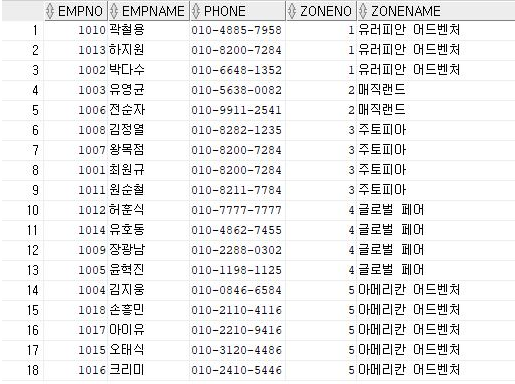 EMPNO EMPNAME PHONE ZONENO ZONENAME
1 1010 곽철용 010-4885-7958 1 유러피안 어드벤처
2 1013 하지원 010-8200-7284 1 유러피안 어드벤처
3 1002 박다수 010-6648-1352 1 유러피안 어드벤처
4 1003 유영균 010-5638-0082 2 매직랜드
5 1006 전순자 010-9911-2541 2 매직랜드
6 1008 김정열 010-8282-1235 3 주토피아
7 1007 왕목점 010-8200-7284 3 주토피아
8 1001 최원규 010-8200-7284 3 주토피아
9 1011 원순철 010-8211-7784 3 주토피아
10 1012 허훈식 010-7777-7777 4 글로벌 페어
11 1014 유호동 010-4862-7455 4 글로벌 페어
12 1009 장광남 010-2288-0302 4 글로벌 페어
13 1005 윤혁진 010-1198-1125 4 글로벌 페어
14 1004 김지웅 010-0846-6584 5 아메리칸 어드벤처
15 1018 손흥민 010-2110-4116 5 아메리칸 어드벤처
16 1017 아이유 010-2210-9416 5 아메리칸 어드벤처
17 1015 오태식 010-3120-4486 5 아메리칸 어드벤처
18 1016 크리미 010-2410-5446 5 아메리칸 어드벤처